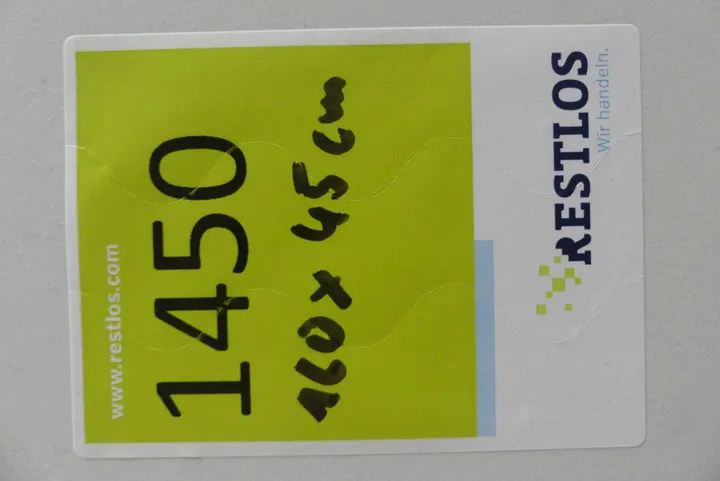 www.restlos.com
1450
160 x 45 cm
RESTLOS
Wir handeln.